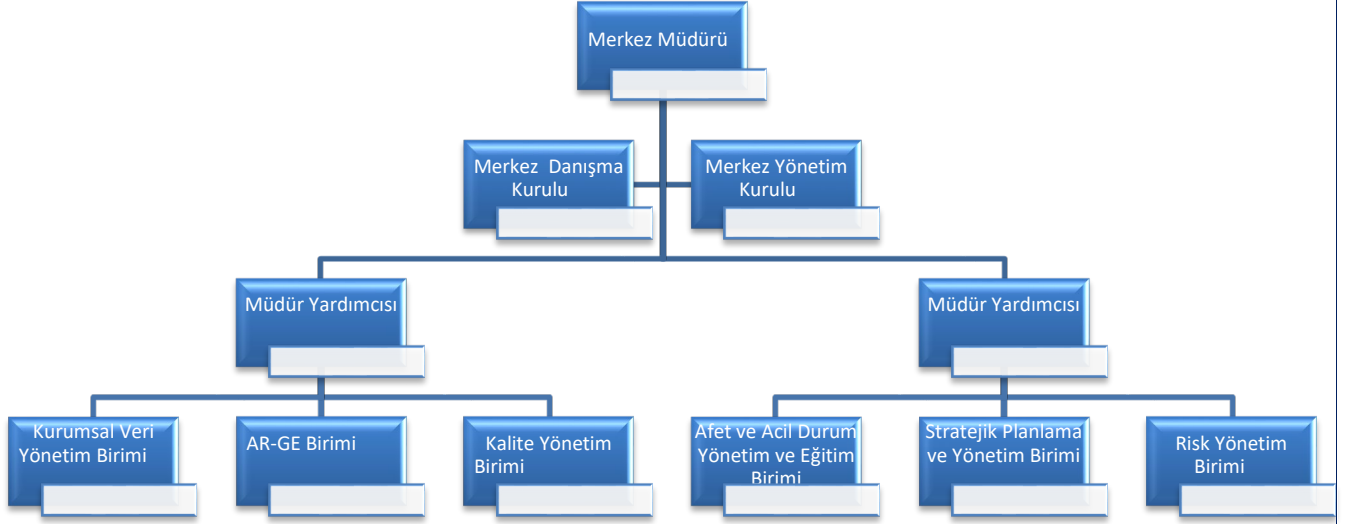 Merkez Müdürü
Merkez Danışma
Kurulu
Merkez Yönetim
Kurulu
Müdür Yardımcısı
Müdür Yardımcısı
Kurumsal Veri
Yönetim Birimi
AR-GE Birimi
Kalite Yönetim
Birimi
Afet ve Acil Durum
Yönetim ve Eğitim
Birimi
Stratejik Planlama
ve Yönetim Birimi
Risk Yönetim
Birimi